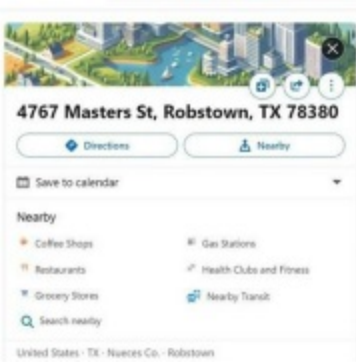 4767 Masters St, Robstown, TX 78380
Directions
Nearby
Save to calendar
Nearby
Coffee Shops
Gas Stations
Restaurants
Health Clubs and Fitness
Grocery Stores
Nearby Transit
Search nearby
United States · TX · Nueces Co. · Robstown